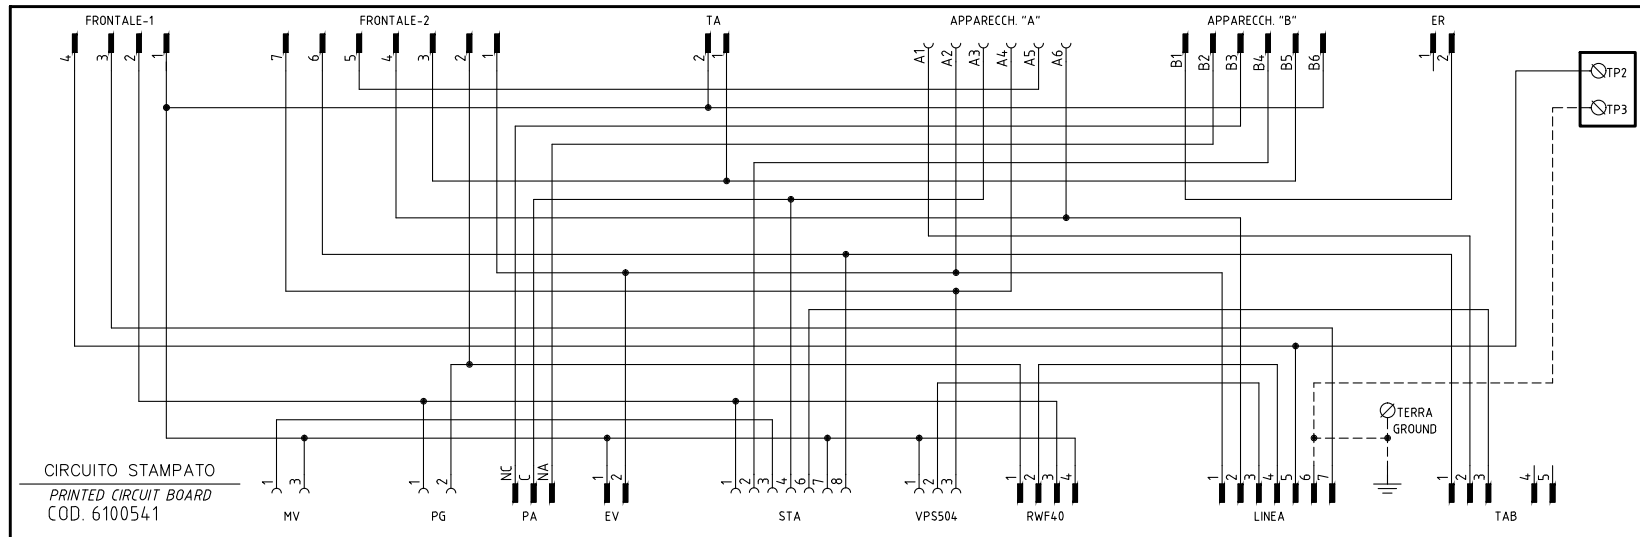 FRONTALE-1 FRONTALE-2 TA APPARECCH. "A" APPARECCH. "B" ER
4 3 2 1 7 6 5 4 3 2 1 2 1 A1 A2 A3 A4 A5 A6 B1 B2 B3 B4 B5 B6 1 2
TP2
TP3
TERRA
GROUND
CIRCUITO STAMPATO
PRINTED CIRCUIT BOARD
COD. 6100541
1 3 1 2 NC C NA 1 2 1 2 3 4 6 7 8 1 2 3 1 2 3 4 1 2 3 4 5 6 7 1 2 3 4 5
MV PG PA EV STA VPS504 RWF40 LINEA TAB